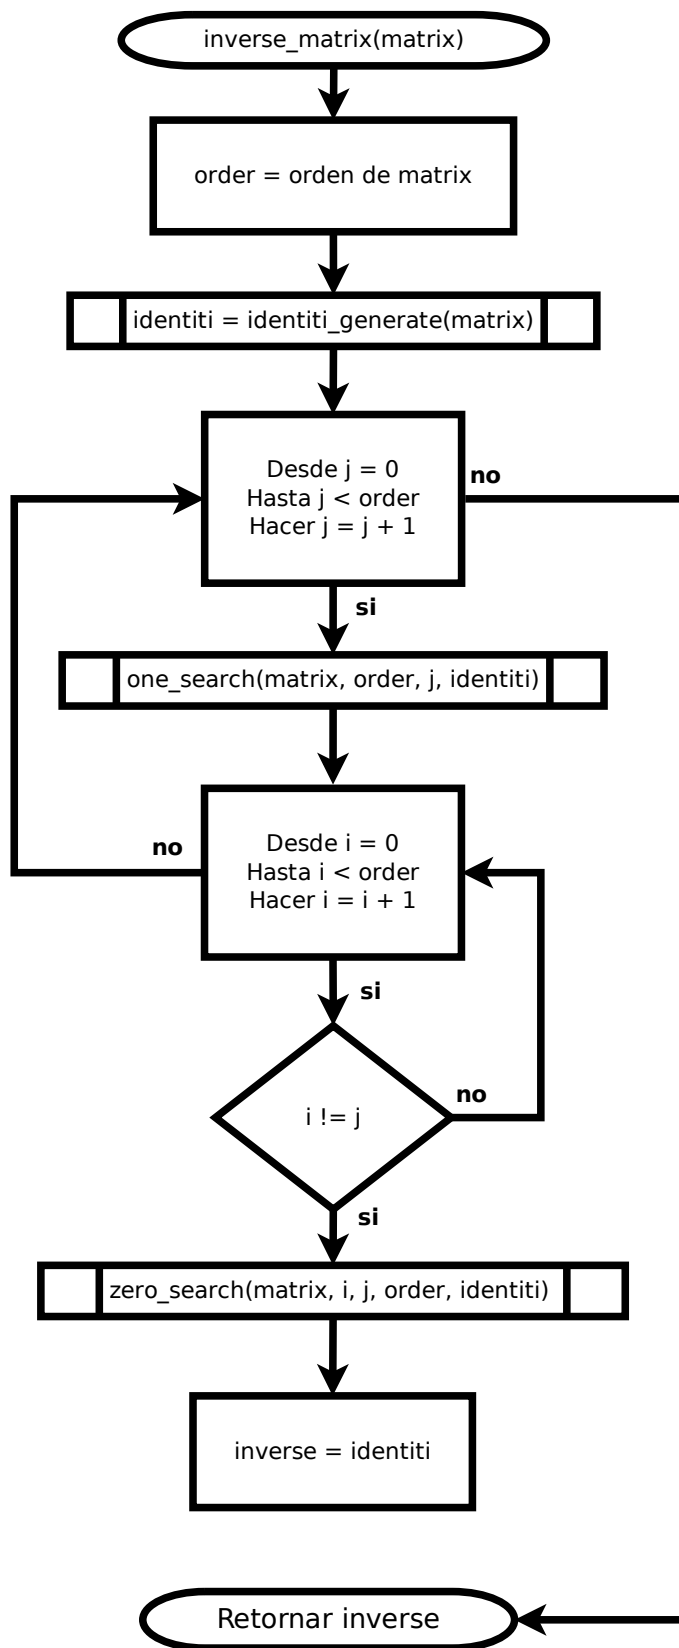 inverse_matrix(matrix)
order = orden de matrix
identiti = identiti_generate(matrix)
Desde j = 0
Hasta j < order
Hacer j = j + 1
no
si
one_search(matrix, order, j, identiti)
Desde i = 0
Hasta i < order
Hacer i = i + 1
no
si
i != j
no
si
zero_search(matrix, i, j, order, identiti)
inverse = identiti
Retornar inverse